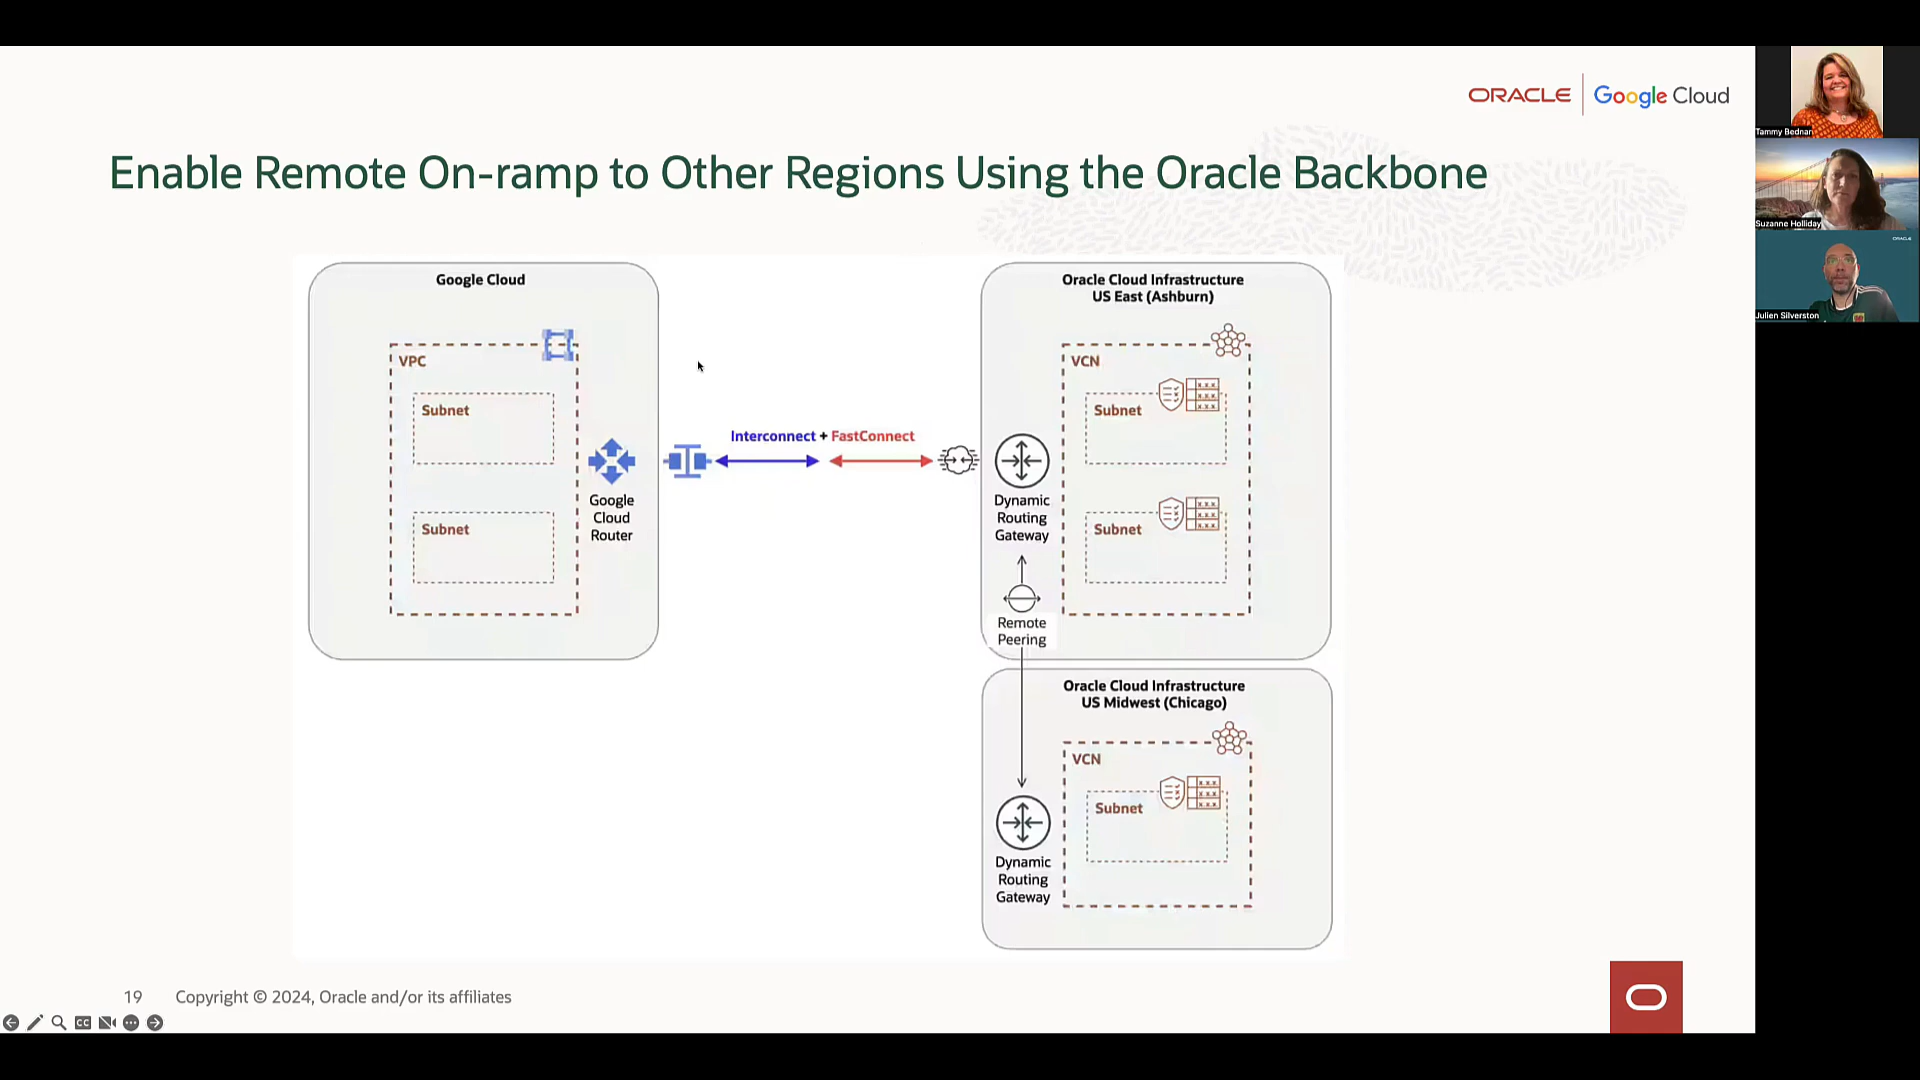 ORACLE
Google Cloud
Enable Remote On-ramp to Other Regions Using the Oracle Backbone
Google Cloud
VPC
Subnet
Subnet
Google
Cloud
Router
Interconnect + FastConnect
Oracle Cloud Infrastructure
US East (Ashburn)
VCN
Subnet
Subnet
Dynamic
Routing
Gateway
Remote
Peering
Oracle Cloud Infrastructure
US Midwest (Chicago)
VCN
Subnet
Dynamic
Routing
Gateway
19
Copyright © 2024, Oracle and/or its affiliates
CC
Tammy Bednar
Suzanne Holliday
ORACLE
Julien Silverston